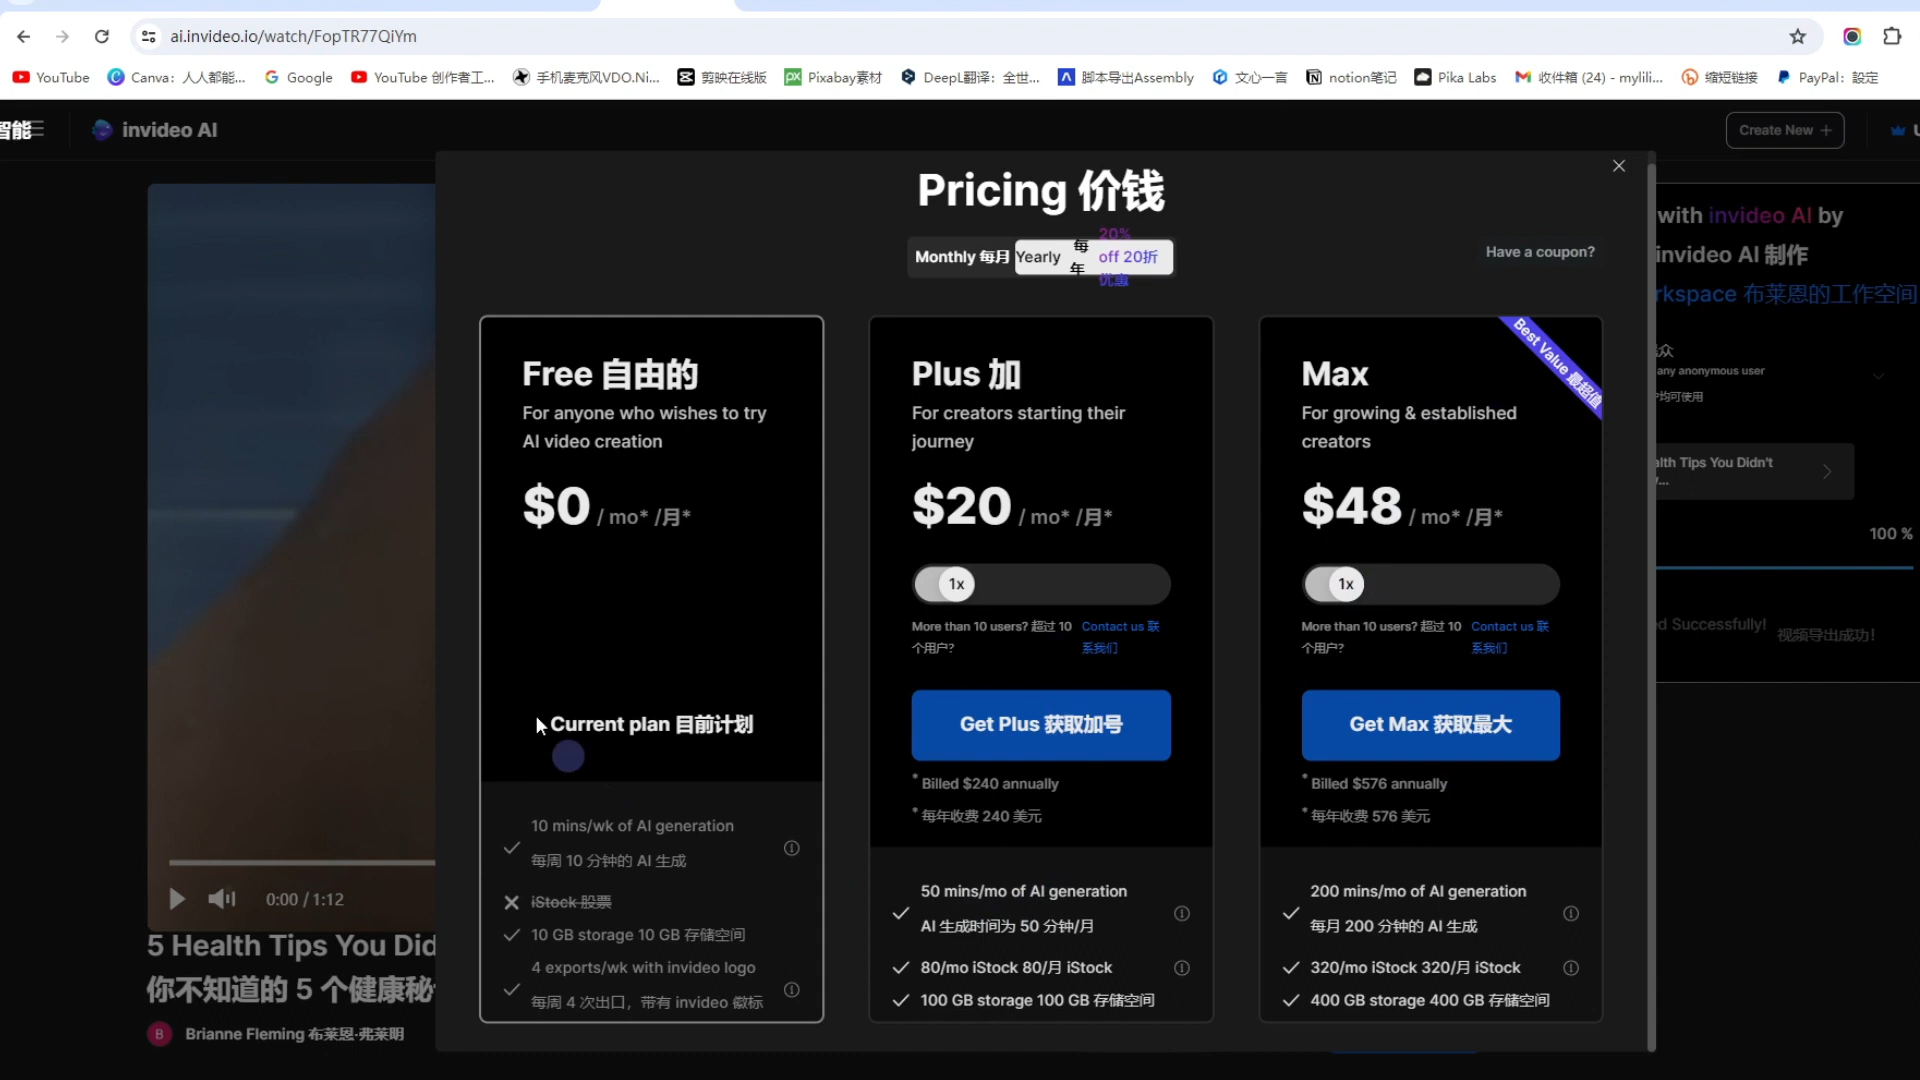 ai.invideo.io/watch/FopTR77QiYm
YouTube
Canva：人人都能...
Google
YouTube 创作者工...
手机麦克风VDO.Ni...
剪映在线版
Pixabay素材
DeepL翻译：全世...
脚本导出Assembly
文心一言
notion笔记
Pika Labs
收件箱 (24) - mylili...
缩短链接
PayPal：設定
智能
invideo AI
Create New +
Pricing 价钱
Monthly 每月
Yearly 每年
20% off 20折优惠
Have a coupon?
with invideo AI by
invideo AI 制作
rkspace 布莱恩的工作空间
众
any anonymous user
均可使用
alth Tips You Didn't
100 %
d Successfully!
视频导出成功！
Free 自由的
For anyone who wishes to try
AI video creation
$0 / mo* /月*
Current plan 目前计划
10 mins/wk of AI generation
每周 10 分钟的 AI 生成
iStock 股票
10 GB storage 10 GB 存储空间
4 exports/wk with invideo logo
每周 4 次出口，带有 invideo 徽标
Plus 加
For creators starting their
journey
$20 / mo* /月*
1x
More than 10 users? 超过 10
个用户?
Contact us 联
系我们
Get Plus 获取加号
* Billed $240 annually
* 每年收费 240 美元
50 mins/mo of AI generation
AI 生成时间为 50 分钟/月
80/mo iStock 80/月 iStock
100 GB storage 100 GB 存储空间
Max
Best Value 最超值
For growing & established
creators
$48 / mo* /月*
1x
More than 10 users? 超过 10
个用户?
Contact us 联
系我们
Get Max 获取最大
* Billed $576 annually
* 每年收费 576 美元
200 mins/mo of AI generation
每月 200 分钟的 AI 生成
320/mo iStock 320/月 iStock
400 GB storage 400 GB 存储空间
0:00 / 1:12
5 Health Tips You Did
你不知道的 5 个健康秘
B
Brianne Fleming 布莱恩·弗莱明